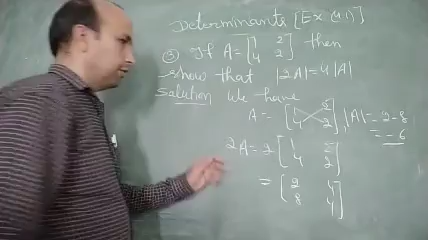 Determinants [Ex 4.1]
② If A = [1 2 4 2] then
show that |2A| = 4|A|
Solution We have
A = [1 2 4 2], |A| = 2-8
= -6
2A = 2 [1 2 4 2]
= [2 4 8 4]